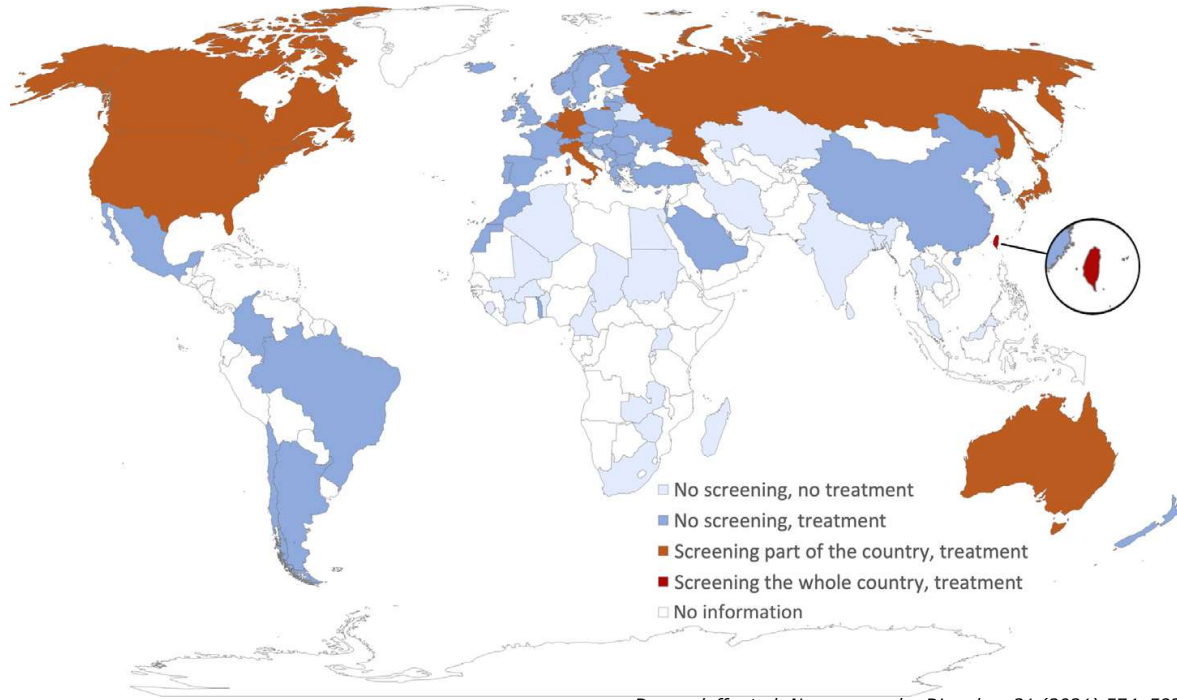 No screening, no treatment
No screening, treatment
Screening part of the country, treatment
Screening the whole country, treatment
No information